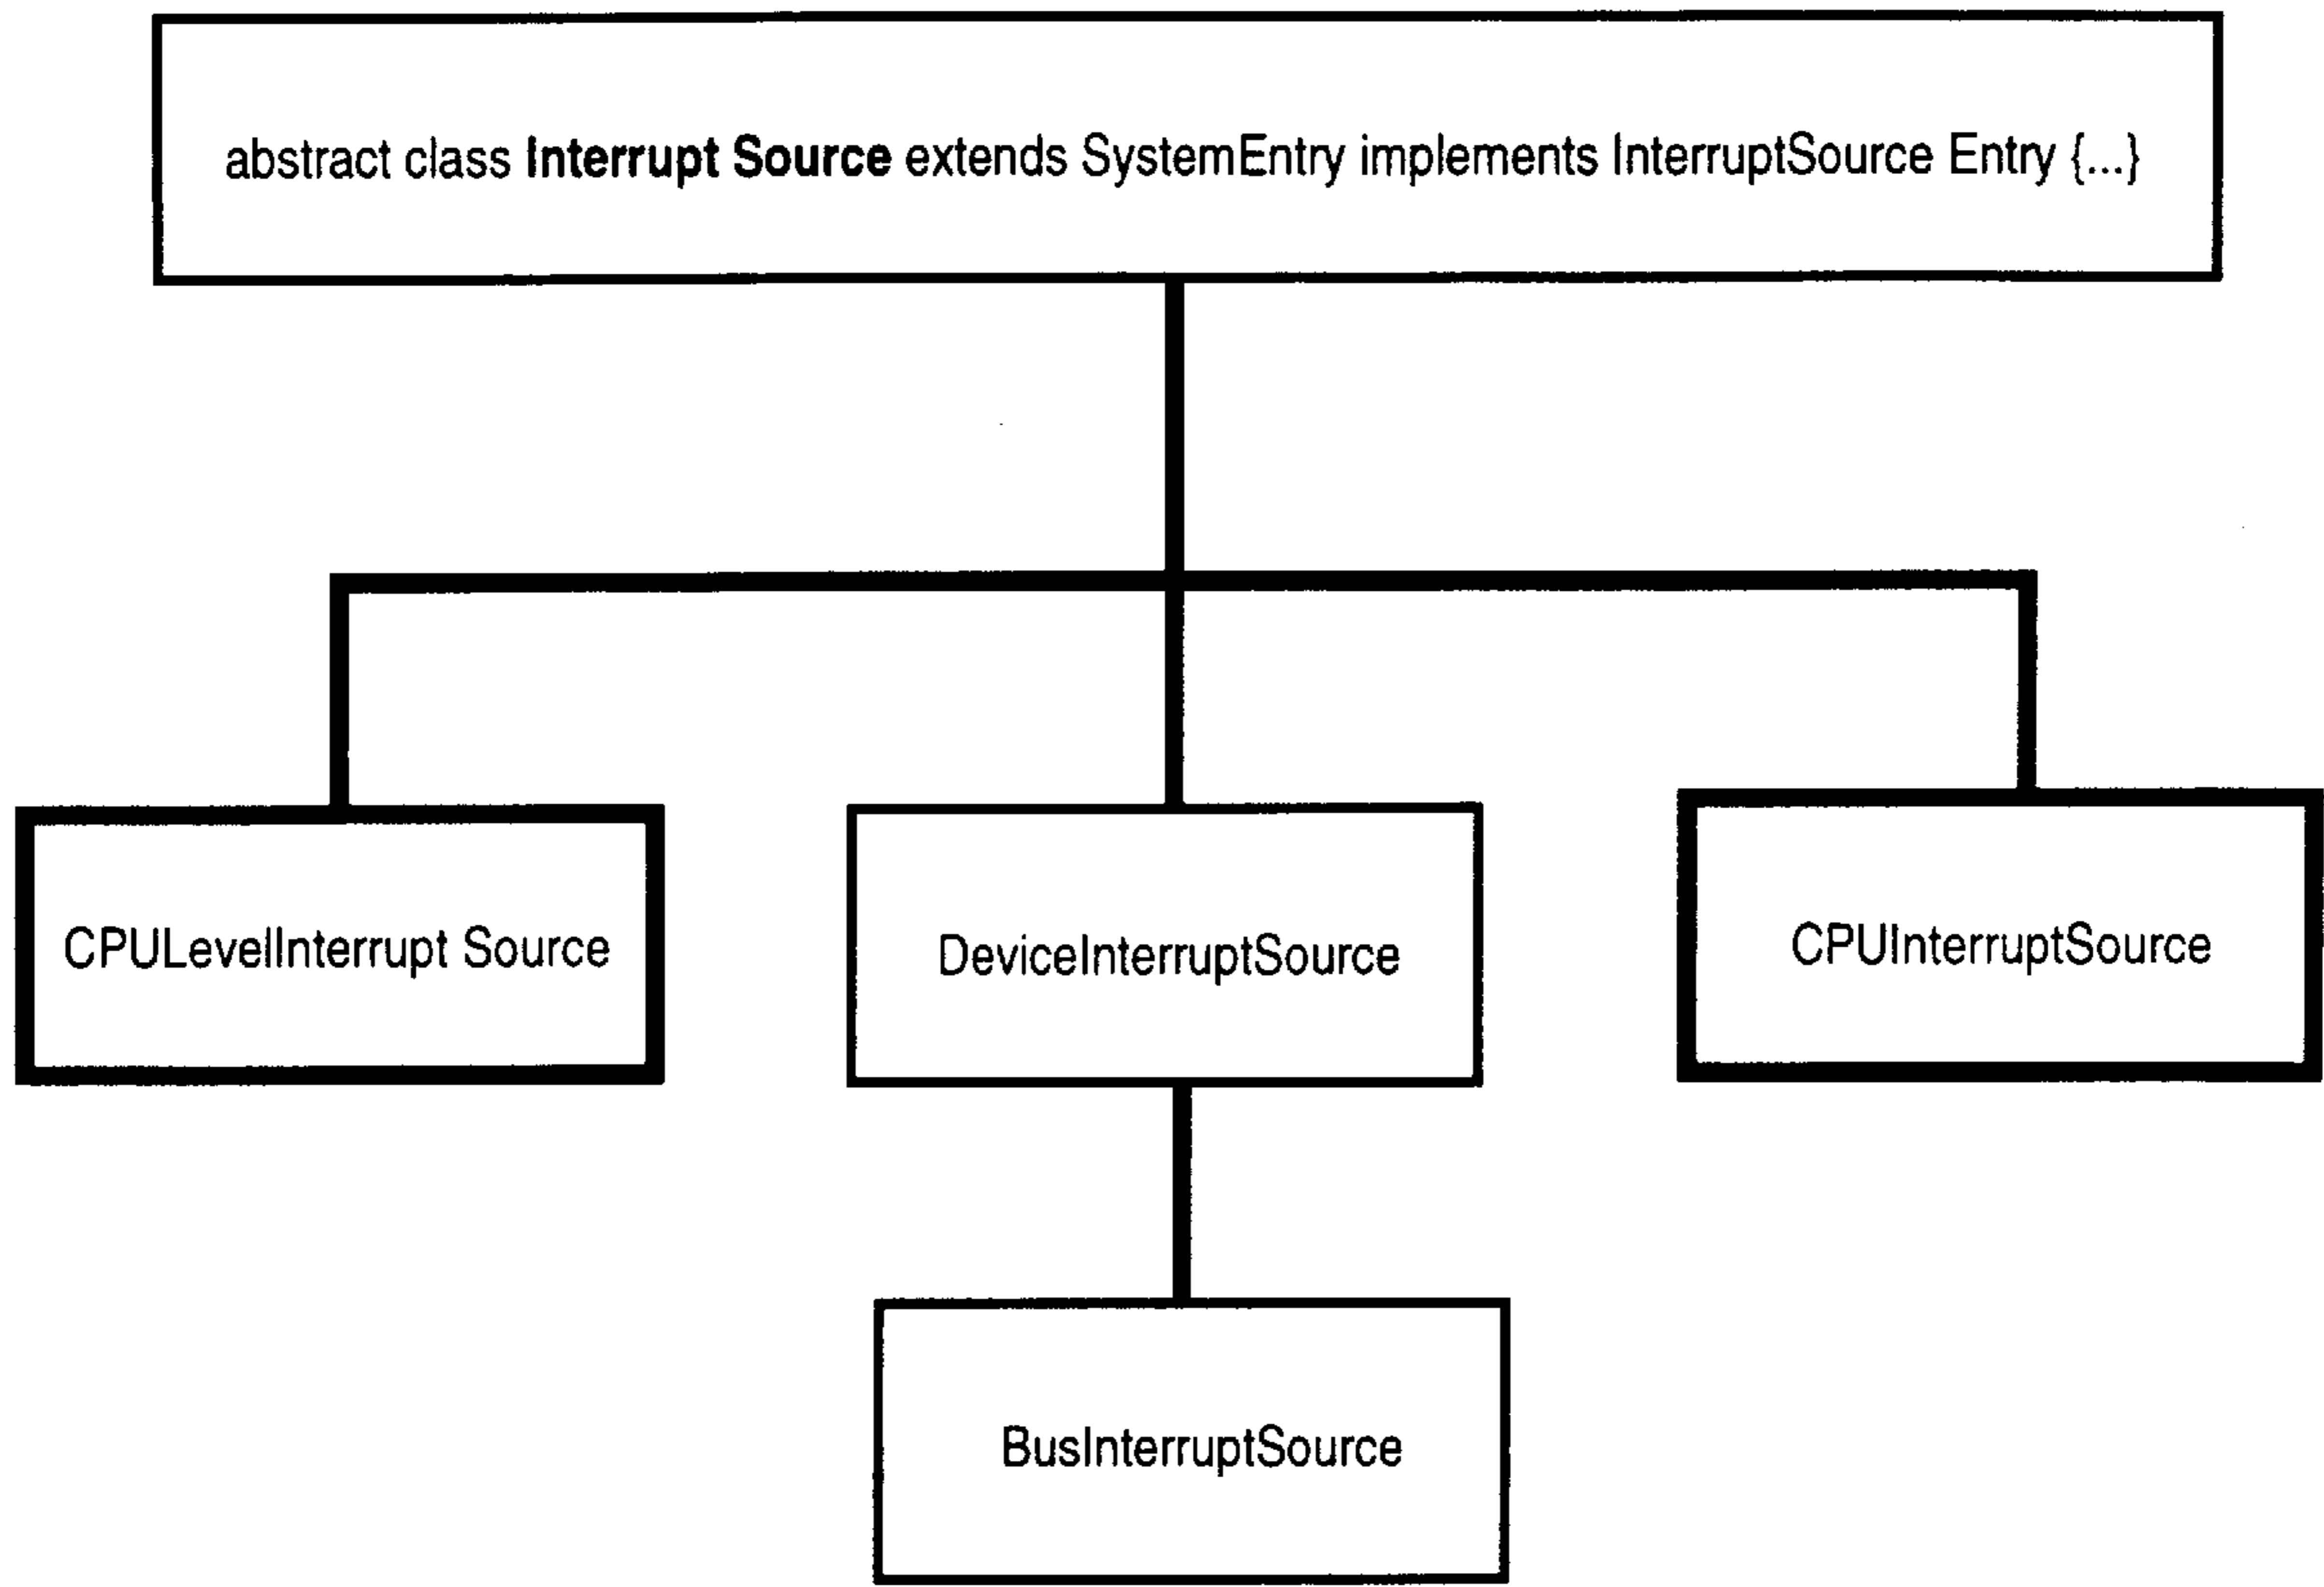 abstract class Interrupt Source extends SystemEntry implements InterruptSource Entry {...}
CPULevelInterrupt Source
DeviceInterruptSource
CPUInterruptSource
BusInterruptSource